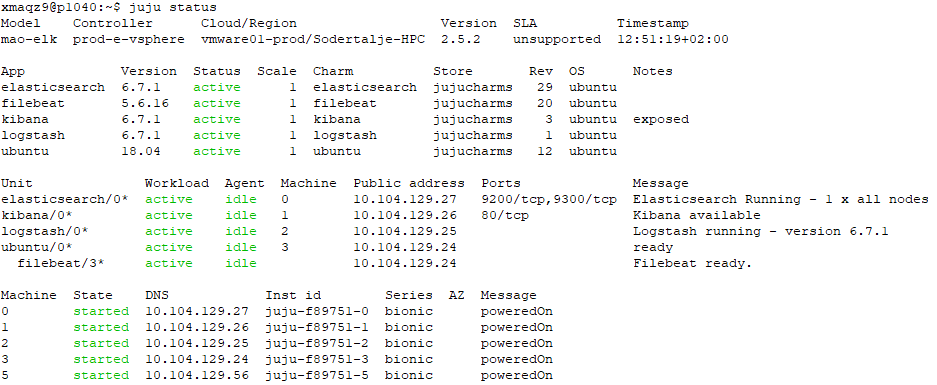 xmaqz9@p1040:~$ juju status
Model    Controller      Cloud/Region                    Version  SLA          Timestamp
mao-elk  prod-e-vsphere  vmware01-prod/Sodertalje-HPC  2.5.2    unsupported  12:51:19+02:00
App            Version  Status  Scale  Charm          Store       Rev  OS      Notes
elasticsearch  6.7.1    active      1  elasticsearch  jujucharms   29  ubuntu
filebeat       5.6.16   active      1  filebeat       jujucharms   20  ubuntu
kibana         6.7.1    active      1  kibana         jujucharms    3  ubuntu  exposed
logstash       6.7.1    active      1  logstash       jujucharms    1  ubuntu
ubuntu         18.04    active      1  ubuntu         jujucharms   12  ubuntu
Unit              Workload  Agent  Machine  Public address  Ports              Message
elasticsearch/0*  active    idle   0        10.104.129.27   9200/tcp,9300/tcp  Elasticsearch Running - 1 x all nodes
kibana/0*         active    idle   1        10.104.129.26   80/tcp             Kibana available
logstash/0*       active    idle   2        10.104.129.25                      Logstash running - version 6.7.1
ubuntu/0*         active    idle   3        10.104.129.24                      ready
filebeat/3*     active    idle            10.104.129.24                      Filebeat ready.
Machine  State    DNS            Inst id        Series  AZ  Message
0        started  10.104.129.27  juju-f89751-0  bionic      poweredOn
1        started  10.104.129.26  juju-f89751-1  bionic      poweredOn
2        started  10.104.129.25  juju-f89751-2  bionic      poweredOn
3        started  10.104.129.24  juju-f89751-3  bionic      poweredOn
5        started  10.104.129.56  juju-f89751-5  bionic      poweredOn